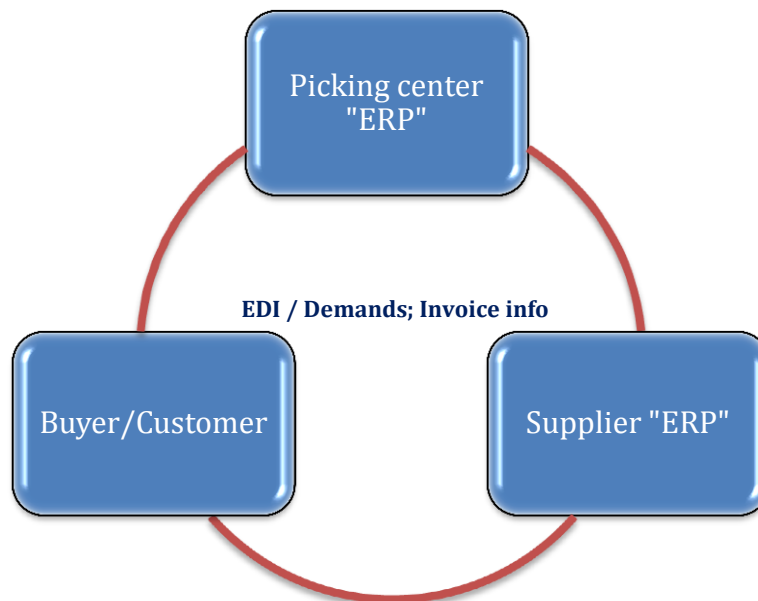 Picking center
"ERP"
EDI / Demands; Invoice info
Buyer/Customer
Supplier "ERP"